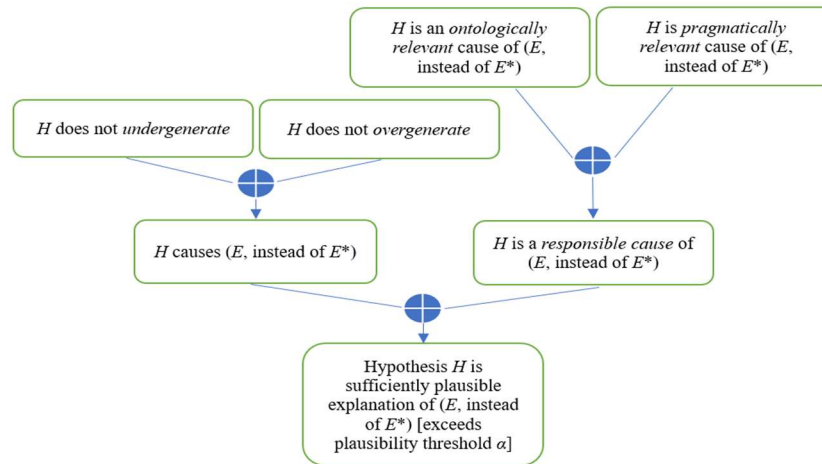 H is an ontologically
relevant cause of (E,
instead of E*)
H is pragmatically
relevant cause of (E,
instead of E*)
H does not undergenerate
H does not overgenerate
H causes (E, instead of E*)
H is a responsible cause of
(E, instead of E*)
Hypothesis H is
sufficiently plausible
explanation of (E, instead
of E*) [exceeds
plausibility threshold α]